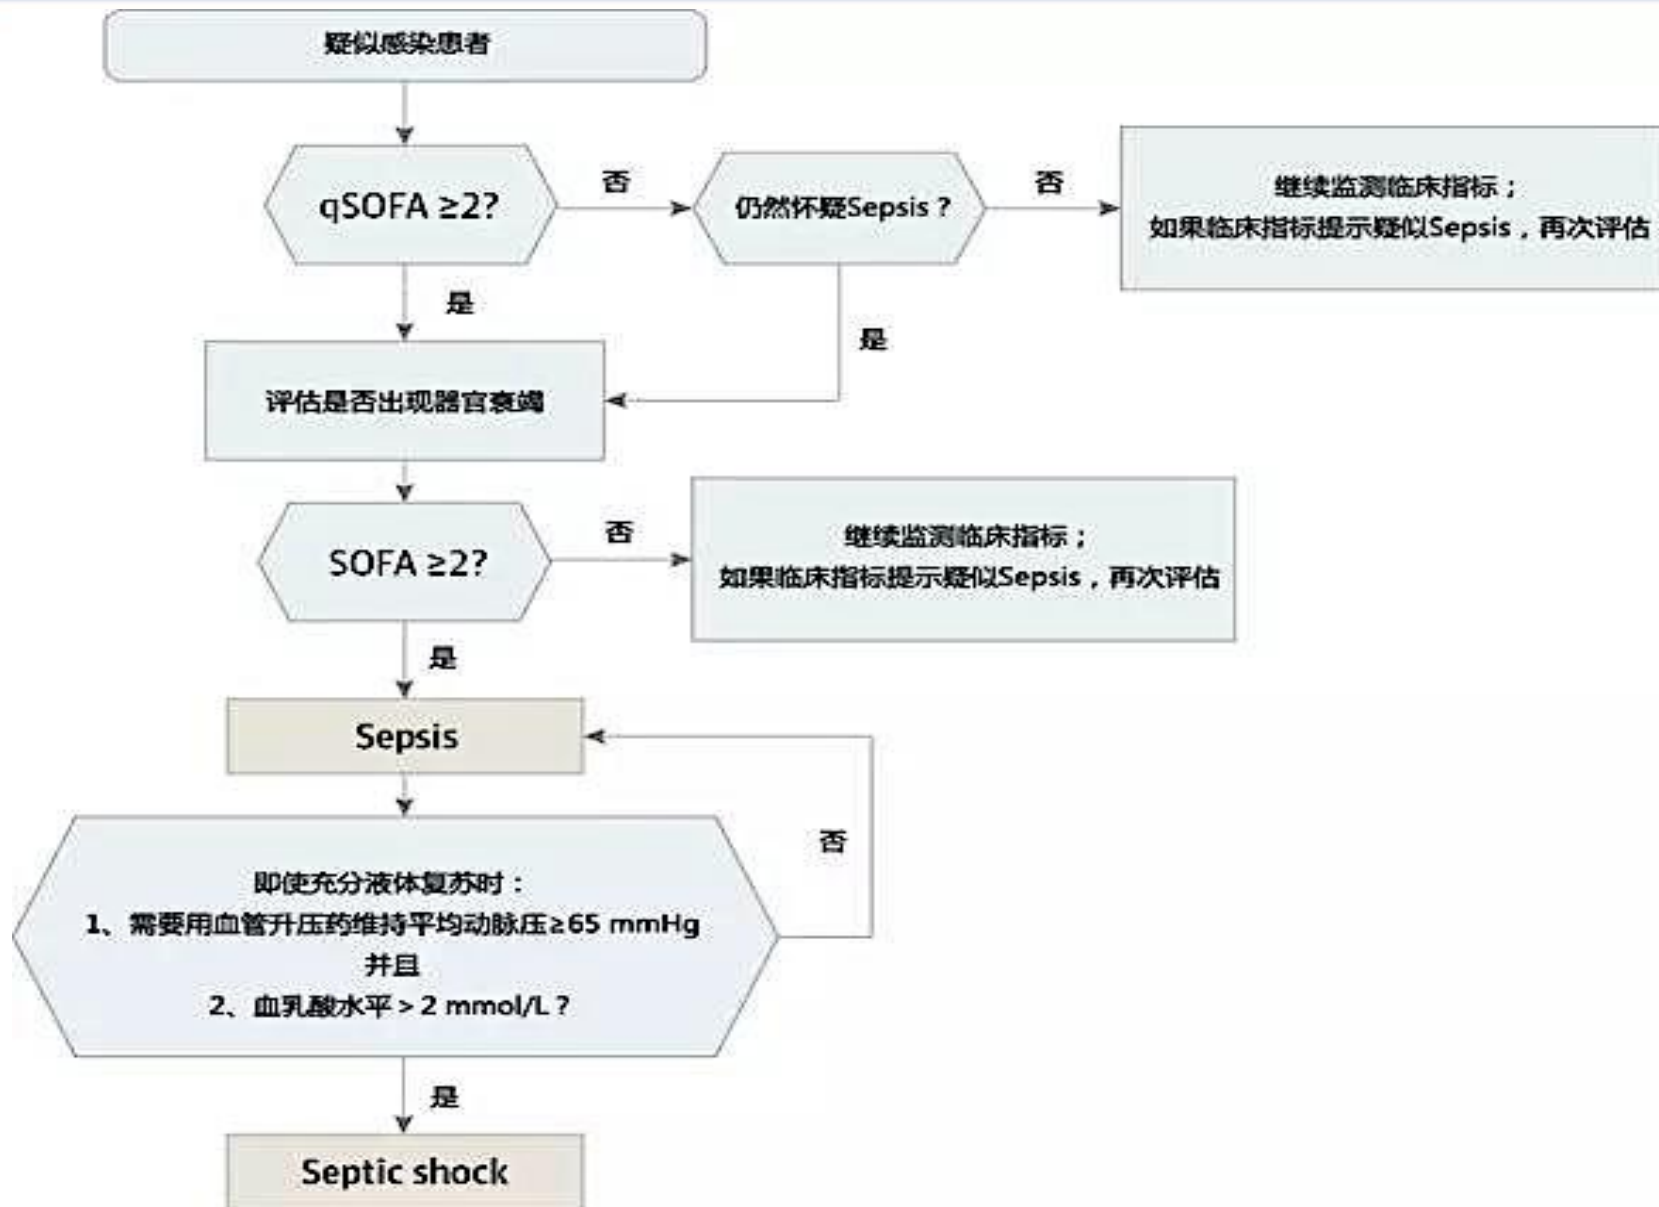 疑似感染患者
qSOFA ≥2?
否
仍然怀疑Sepsis？
否
继续监测临床指标；
如果临床指标提示疑似Sepsis，再次评估
是
是
评估是否出现器官衰竭
SOFA ≥2?
否
继续监测临床指标；
如果临床指标提示疑似Sepsis，再次评估
是
Sepsis
否
即使充分液体复苏时：
1、需要用血管升压药维持平均动脉压≥65 mmHg
并且
2、血乳酸水平＞2 mmol/L？
是
Septic shock